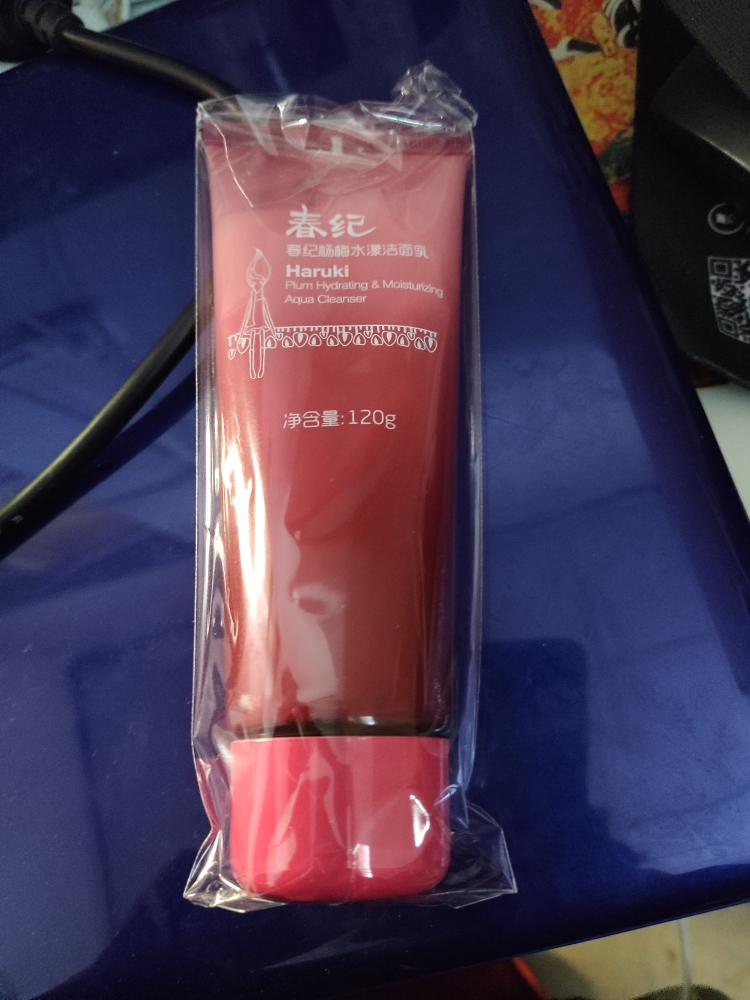 春纪
春纪杨梅水漾洁面乳
Haruki
Plum Hydrating & Moisturizing
Aqua Cleanser
净含量:120g